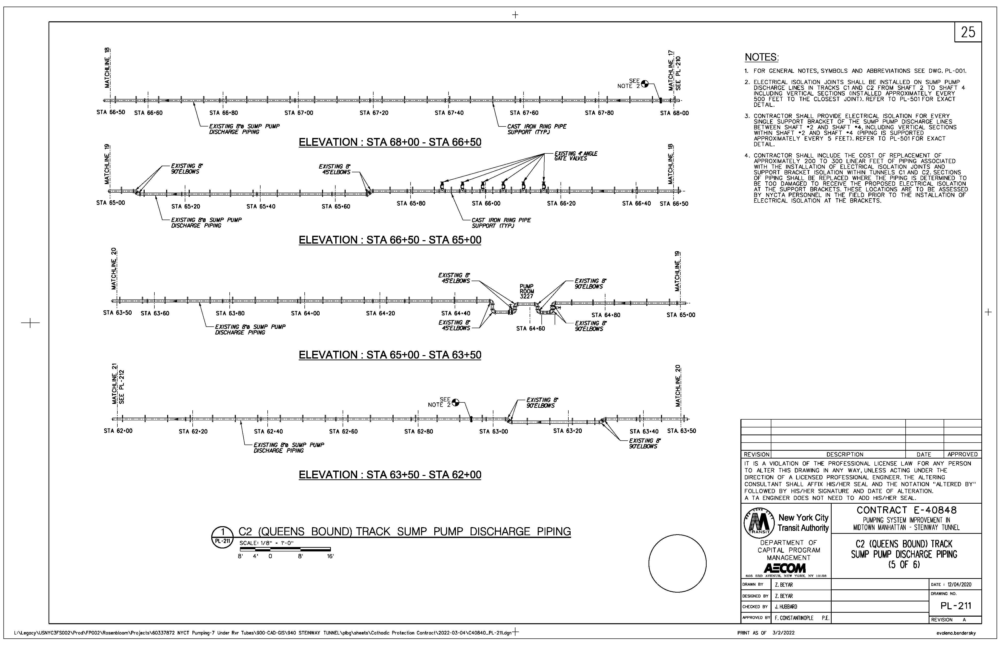 25
MATCHLINE 18
MATCHLINE 17
SEE PL-210
SEE
NOTE 2
STA 66+50
STA 66+60
STA 66+80
STA 67+00
STA 67+20
STA 67+40
STA 67+60
STA 67+80
STA 68+00
EXISTING 8"ø SUMP PUMP
DISCHARGE PIPING
CAST IRON RING PIPE
SUPPORT (TYP.)
ELEVATION : STA 68+00 - STA 66+50
MATCHLINE 19
MATCHLINE 18
EXISTING 8"
90°ELBOWS
EXISTING 8"
45°ELBOWS
EXISTING 4" ANGLE
GATE VALVES
STA 65+00
STA 65+20
STA 65+40
STA 65+60
STA 65+80
STA 66+00
STA 66+20
STA 66+40
STA 66+50
EXISTING 8"ø SUMP PUMP
DISCHARGE PIPING
CAST IRON RING PIPE
SUPPORT (TYP.)
ELEVATION : STA 66+50 - STA 65+00
MATCHLINE 20
MATCHLINE 19
EXISTING 8"
45°ELBOWS
PUMP
ROOM
3227
EXISTING 8"
90°ELBOWS
STA 63+50
STA 63+60
STA 63+80
STA 64+00
STA 64+20
STA 64+40
STA 64+60
STA 64+80
STA 65+00
EXISTING 8"ø SUMP PUMP
DISCHARGE PIPING
EXISTING 8"
45°ELBOWS
EXISTING 8"
90°ELBOWS
ELEVATION : STA 65+00 - STA 63+50
MATCHLINE 21
SEE PL-212
MATCHLINE 20
SEE
NOTE 2
EXISTING 8"
90°ELBOWS
STA 62+00
STA 62+20
STA 62+40
STA 62+60
STA 62+80
STA 63+00
STA 63+20
STA 63+40
STA. 63+50
EXISTING 8"ø SUMP PUMP
DISCHARGE PIPING
EXISTING 8"
90°ELBOWS
ELEVATION : STA 63+50 - STA 62+00
1
PL-211
C2 (QUEENS BOUND) TRACK SUMP PUMP DISCHARGE PIPING
SCALE: 1/8" = 1'-0"
8' 4' 0 8' 16'
NOTES:
1. FOR GENERAL NOTES, SYMBOLS AND ABBREVIATIONS SEE DWG. PL-001.
2. ELECTRICAL ISOLATION JOINTS SHALL BE INSTALLED ON SUMP PUMP
DISCHARGE LINES IN TRACKS C1 AND C2 FROM SHAFT 2 TO SHAFT 4
INCLUDING VERTICAL SECTIONS (INSTALLED APPROXIMATELY EVERY
500 FEET TO THE CLOSEST JOINT). REFER TO PL-501 FOR EXACT
DETAIL.
3. CONTRACTOR SHALL PROVIDE ELECTRICAL ISOLATION FOR EVERY
SINGLE SUPPORT BRACKET OF THE SUMP PUMP DISCHARGE LINES
BETWEEN SHAFT #2 AND SHAFT #4, INCLUDING VERTICAL SECTIONS
WITHIN SHAFT #2 AND SHAFT #4 (PIPING IS SUPPORTED
APPROXIMATELY EVERY 5 FEET). REFER TO PL-501 FOR EXACT
DETAIL.
4. CONTRACTOR SHALL INCLUDE THE COST OF REPLACEMENT OF
APPROXIMATELY 200 TO 300 LINEAR FEET OF PIPING ASSOCIATED
WITH THE INSTALLATION OF ELECTRICAL ISOLATION JOINTS AND
SUPPORT BRACKET ISOLATION WITHIN TUNNELS C1 AND C2. SECTIONS
OF PIPING SHALL BE REPLACED WHERE THE PIPING IS DETERMINED TO
BE TOO DAMAGED TO RECEIVE THE PROPOSED ELECTRICAL ISOLATION
AT THE SUPPORT BRACKETS. THESE LOCATIONS ARE TO BE ASSESSED
BY NYCTA PERSONNEL IN THE FIELD PRIOR TO THE INSTALLATION OF
ELECTRICAL ISOLATION AT THE BRACKETS.
REVISION DESCRIPTION DATE APPROVED
IT IS A VIOLATION OF THE PROFESSIONAL LICENSE LAW FOR ANY PERSON
TO ALTER THIS DRAWING IN ANY WAY, UNLESS ACTING UNDER THE
DIRECTION OF A LICENSED PROFESSIONAL ENGINEER. THE ALTERING
CONSULTANT SHALL AFFIX HIS/HER SEAL AND THE NOTATION "ALTERED BY"
FOLLOWED BY HIS/HER SIGNATURE AND DATE OF ALTERATION.
A TA ENGINEER DOES NOT NEED TO ADD HIS/HER SEAL.
NEW YORK CITY
TRANSIT
New York City
Transit Authority
DEPARTMENT OF
CAPITAL PROGRAM
MANAGEMENT
AECOM
605 3RD AVENUE, NEW YORK, NY 10158
CONTRACT E-40848
PUMPING SYSTEM IMPROVEMENT IN
MIDTOWN MANHATTAN - STEINWAY TUNNEL
C2 (QUEENS BOUND) TRACK
SUMP PUMP DISCHARGE PIPING
(5 OF 6)
DRAWN BY Z. BEYAR
DESIGNED BY Z. BEYAR
CHECKED BY J. HUBBARD
APPROVED BY F. CONSTANTINOPLE P.E.
DATE : 12/04/2020
DRAWING NO.
PL-211
REVISION A
L:\Legacy\USNYC3FS002\Prod\FP002\Rosenbloom\Projects\60337872 NYCT Pumping-7 Under Rvr Tubes\900-CAD-GIS\940 STEINWAY TUNNEL\plbg\sheets\Cathodic Protection Contract\2022-03-04\C40840_PL-211.dgn
PRINT AS OF 3/2/2022
evolena.bendersky